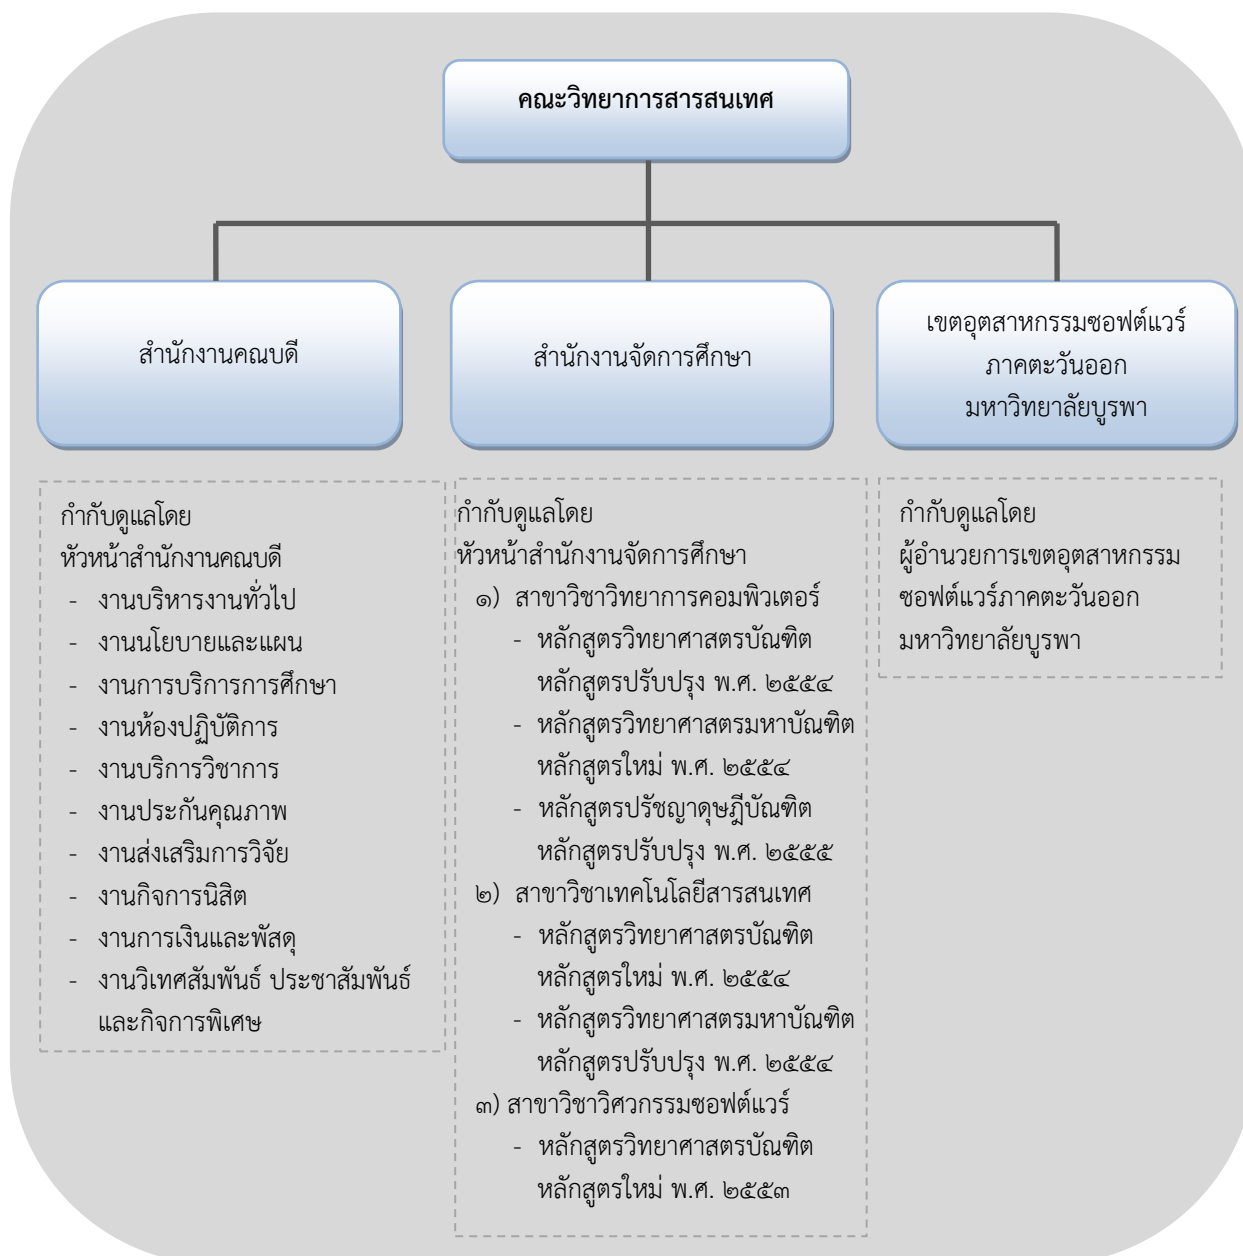 คณะวิทยาการสารสนเทศ
สำนักงานคณบดี
สำนักงานจัดการศึกษา
เขตอุตสาหกรรมซอฟต์แวร์
ภาคตะวันออก
มหาวิทยาลัยบูรพา
กำกับดูแลโดย
หัวหน้าสำนักงานคณบดี
- งานบริหารงานทั่วไป
- งานนโยบายและแผน
- งานการบริการการศึกษา
- งานห้องปฏิบัติการ
- งานบริการวิชาการ
- งานประกันคุณภาพ
- งานส่งเสริมการวิจัย
- งานกิจการนิสิต
- งานการเงินและพัสดุ
- งานวิเทศสัมพันธ์ ประชาสัมพันธ์
และกิจการพิเศษ
กำกับดูแลโดย
หัวหน้าสำนักงานจัดการศึกษา
๑) สาขาวิชาวิทยาการคอมพิวเตอร์
- หลักสูตรวิทยาศาสตรบัณฑิต
หลักสูตรปรับปรุง พ.ศ. ๒๕๕๔
- หลักสูตรวิทยาศาสตรมหาบัณฑิต
หลักสูตรใหม่ พ.ศ. ๒๕๕๔
- หลักสูตรปรัชญาดุษฎีบัณฑิต
หลักสูตรปรับปรุง พ.ศ. ๒๕๕๕
๒) สาขาวิชาเทคโนโลยีสารสนเทศ
- หลักสูตรวิทยาศาสตรบัณฑิต
หลักสูตรใหม่ พ.ศ. ๒๕๕๔
- หลักสูตรวิทยาศาสตรมหาบัณฑิต
หลักสูตรปรับปรุง พ.ศ. ๒๕๕๔
๓) สาขาวิชาวิศวกรรมซอฟต์แวร์
- หลักสูตรวิทยาศาสตรบัณฑิต
หลักสูตรใหม่ พ.ศ. ๒๕๕๓
กำกับดูแลโดย
ผู้อำนวยการเขตอุตสาหกรรม
ซอฟต์แวร์ภาคตะวันออก
มหาวิทยาลัยบูรพา